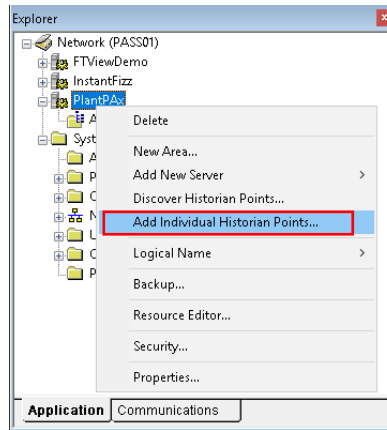 Explorer
Network (PASS01)
FTViewDemo
InstantFizz
PlantPAx
A
Syst
A
P
C
N
L
C
P
Delete
New Area...
Add New Server
Discover Historian Points...
Add Individual Historian Points...
Logical Name
Backup...
Resource Editor...
Security...
Properties...
Application Communications